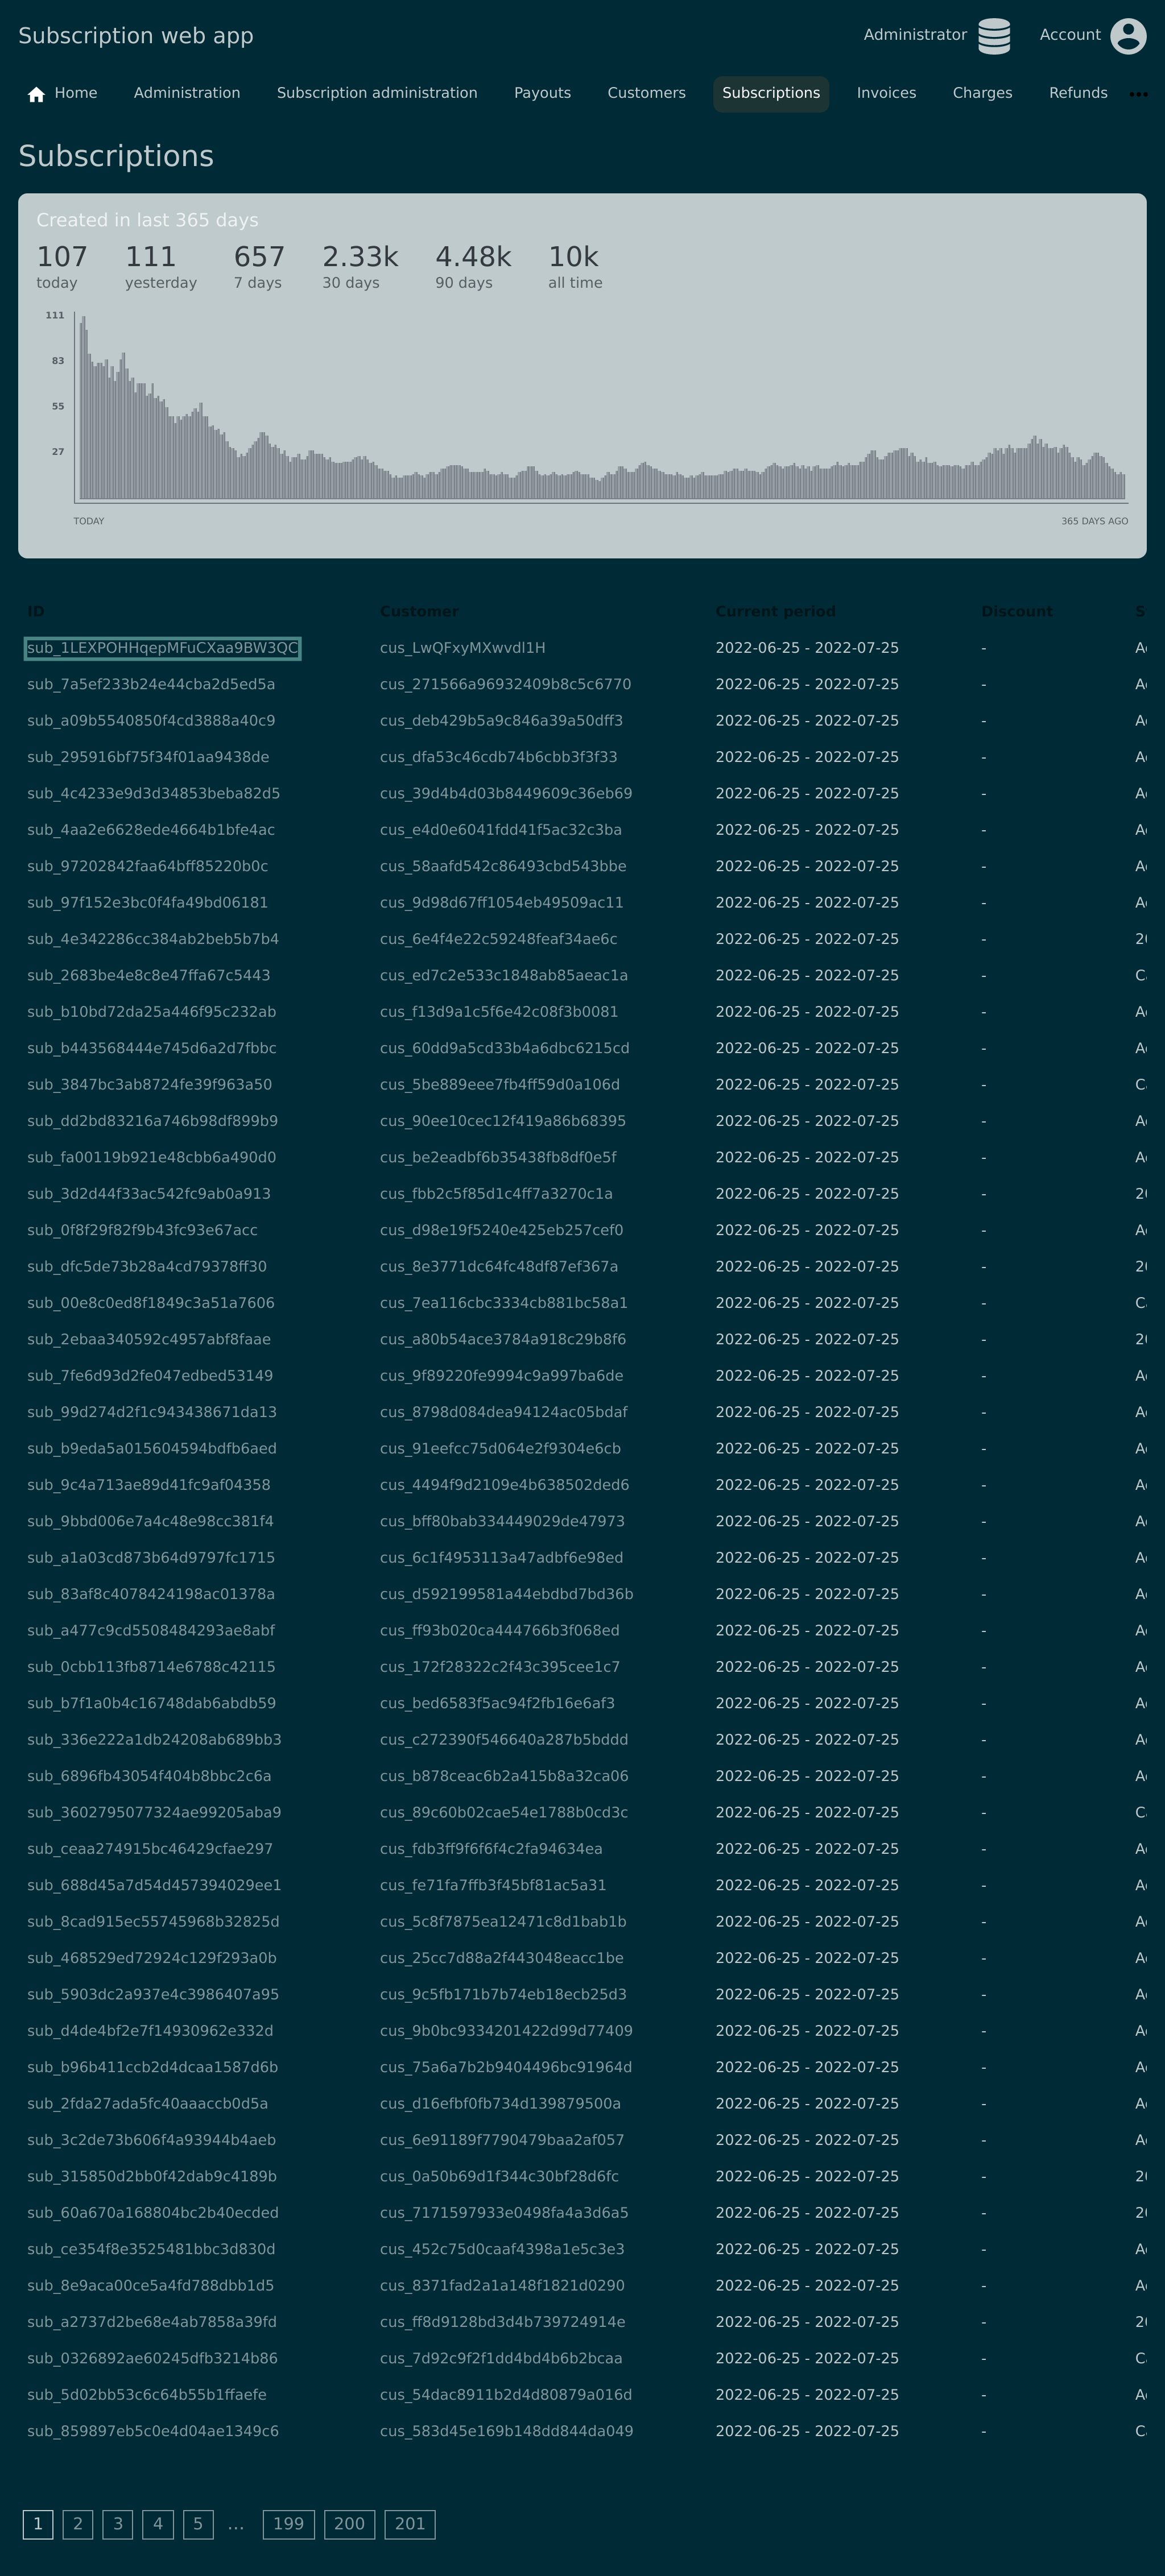 Subscription web app
Administrator Account
Home Administration Subscription administration Payouts Customers Subscriptions Invoices Charges Refunds •••
Subscriptions
Created in last 365 days
107 111 657 2.33k 4.48k 10k
today yesterday 7 days 30 days 90 days all time
111
83
55
27
TODAY 365 DAYS AGO
ID Customer Current period Discount S
sub_1LEXPOHHqepMFuCXaa9BW3QC cus_LwQFxyMXwvdl1H 2022-06-25 - 2022-07-25 -
sub_7a5ef233b24e44cba2d5ed5a cus_271566a96932409b8c5c6770 2022-06-25 - 2022-07-25 -
sub_a09b5540850f4cd3888a40c9 cus_deb429b5a9c846a39a50dff3 2022-06-25 - 2022-07-25 -
sub_295916bf75f34f01aa9438de cus_dfa53c46cdb74b6cbb3f3f33 2022-06-25 - 2022-07-25 -
sub_4c4233e9d3d34853beba82d5 cus_39d4b4d03b8449609c36eb69 2022-06-25 - 2022-07-25 -
sub_4aa2e6628ede4664b1bfe4ac cus_e4d0e6041fdd41f5ac32c3ba 2022-06-25 - 2022-07-25 -
sub_97202842faa64bff85220b0c cus_58aafd542c86493cbd543bbe 2022-06-25 - 2022-07-25 -
sub_97f152e3bc0f4fa49bd06181 cus_9d98d67ff1054eb49509ac11 2022-06-25 - 2022-07-25 -
sub_4e342286cc384ab2beb5b7b4 cus_6e4f4e22c59248feaf34ae6c 2022-06-25 - 2022-07-25 -
sub_2683be4e8c8e47ffa67c5443 cus_ed7c2e533c1848ab85aeac1a 2022-06-25 - 2022-07-25 -
sub_b10bd72da25a446f95c232ab cus_f13d9a1c5f6e42c08f3b0081 2022-06-25 - 2022-07-25 -
sub_b443568444e745d6a2d7fbbc cus_60dd9a5cd33b4a6dbc6215cd 2022-06-25 - 2022-07-25 -
sub_3847bc3ab8724fe39f963a50 cus_5be889eee7fb4ff59d0a106d 2022-06-25 - 2022-07-25 -
sub_dd2bd83216a746b98df899b9 cus_90ee10cec12f419a86b68395 2022-06-25 - 2022-07-25 -
sub_fa00119b921e48cbb6a490d0 cus_be2eadbf6b35438fb8df0e5f 2022-06-25 - 2022-07-25 -
sub_3d2d44f33ac542fc9ab0a913 cus_fbb2c5f85d1c4ff7a3270c1a 2022-06-25 - 2022-07-25 -
sub_0f8f29f82f9b43fc93e67acc cus_d98e19f5240e425eb257cef0 2022-06-25 - 2022-07-25 -
sub_dfc5de73b28a4cd79378ff30 cus_8e3771dc64fc48df87ef367a 2022-06-25 - 2022-07-25 -
sub_00e8c0ed8f1849c3a51a7606 cus_7ea116cbc3334cb881bc58a1 2022-06-25 - 2022-07-25 -
sub_2ebaa340592c4957abf8faae cus_a80b54ace3784a918c29b8f6 2022-06-25 - 2022-07-25 -
sub_7fe6d93d2fe047edbed53149 cus_9f89220fe9994c9a997ba6de 2022-06-25 - 2022-07-25 -
sub_99d274d2f1c943438671da13 cus_8798d084dea94124ac05bdaf 2022-06-25 - 2022-07-25 -
sub_b9eda5a015604594bdfb6aed cus_91eefcc75d064e2f9304e6cb 2022-06-25 - 2022-07-25 -
sub_9c4a713ae89d41fc9af04358 cus_4494f9d2109e4b638502ded6 2022-06-25 - 2022-07-25 -
sub_9bbd006e7a4c48e98cc381f4 cus_bff80bab334449029de47973 2022-06-25 - 2022-07-25 -
sub_a1a03cd873b64d9797fc1715 cus_6c1f4953113a47adbf6e98ed 2022-06-25 - 2022-07-25 -
sub_83af8c4078424198ac01378a cus_d592199581a44ebdbd7bd36b 2022-06-25 - 2022-07-25 -
sub_a477c9cd5508484293ae8abf cus_ff93b020ca444766b3f068ed 2022-06-25 - 2022-07-25 -
sub_0cbb113fb8714e6788c42115 cus_172f28322c2f43c395cee1c7 2022-06-25 - 2022-07-25 -
sub_b7f1a0b4c16748dab6abdb59 cus_bed6583f5ac94f2fb16e6af3 2022-06-25 - 2022-07-25 -
sub_336e222a1db24208ab689bb3 cus_c272390f546640a287b5bddd 2022-06-25 - 2022-07-25 -
sub_6896fb43054f404b8bbc2c6a cus_b878ceac6b2a415b8a32ca06 2022-06-25 - 2022-07-25 -
sub_3602795077324ae99205aba9 cus_89c60b02cae54e1788b0cd3c 2022-06-25 - 2022-07-25 -
sub_ceaa274915bc46429cfae297 cus_fdb3ff9f6f6f4c2fa94634ea 2022-06-25 - 2022-07-25 -
sub_688d45a7d54d457394029ee1 cus_fe71fa7ffb3f45bf81ac5a31 2022-06-25 - 2022-07-25 -
sub_8cad915ec55745968b32825d cus_5c8f7875ea12471c8d1bab1b 2022-06-25 - 2022-07-25 -
sub_468529ed72924c129f293a0b cus_25cc7d88a2f443048eacc1be 2022-06-25 - 2022-07-25 -
sub_5903dc2a937e4c3986407a95 cus_9c5fb171b7b74eb18ecb25d3 2022-06-25 - 2022-07-25 -
sub_d4de4bf2e7f14930962e332d cus_9b0bc9334201422d99d77409 2022-06-25 - 2022-07-25 -
sub_b96b411ccb2d4dcaa1587d6b cus_75a6a7b2b9404496bc91964d 2022-06-25 - 2022-07-25 -
sub_2fda27ada5fc40aaaccb0d5a cus_d16efbf0fb734d139879500a 2022-06-25 - 2022-07-25 -
sub_3c2de73b606f4a93944b4aeb cus_6e91189f7790479baa2af057 2022-06-25 - 2022-07-25 -
sub_315850d2bb0f42dab9c4189b cus_0a50b69d1f344c30bf28d6fc 2022-06-25 - 2022-07-25 -
sub_60a670a168804bc2b40ecded cus_7171597933e0498fa4a3d6a5 2022-06-25 - 2022-07-25 -
sub_ce354f8e3525481bbc3d830d cus_452c75d0caaf4398a1e5c3e3 2022-06-25 - 2022-07-25 -
sub_8e9aca00ce5a4fd788dbb1d5 cus_8371fad2a1a148f1821d0290 2022-06-25 - 2022-07-25 -
sub_a2737d2be68e4ab7858a39fd cus_ff8d9128bd3d4b739724914e 2022-06-25 - 2022-07-25 -
sub_0326892ae60245dfb3214b86 cus_7d92c9f2f1dd4bd4b6b2bcaa 2022-06-25 - 2022-07-25 -
sub_5d02bb53c6c64b55b1ffaefe cus_54dac8911b2d4d80879a016d 2022-06-25 - 2022-07-25 -
sub_859897eb5c0e4d04ae1349c6 cus_583d45e169b148dd844da049 2022-06-25 - 2022-07-25 -
1 2 3 4 5 … 199 200 201